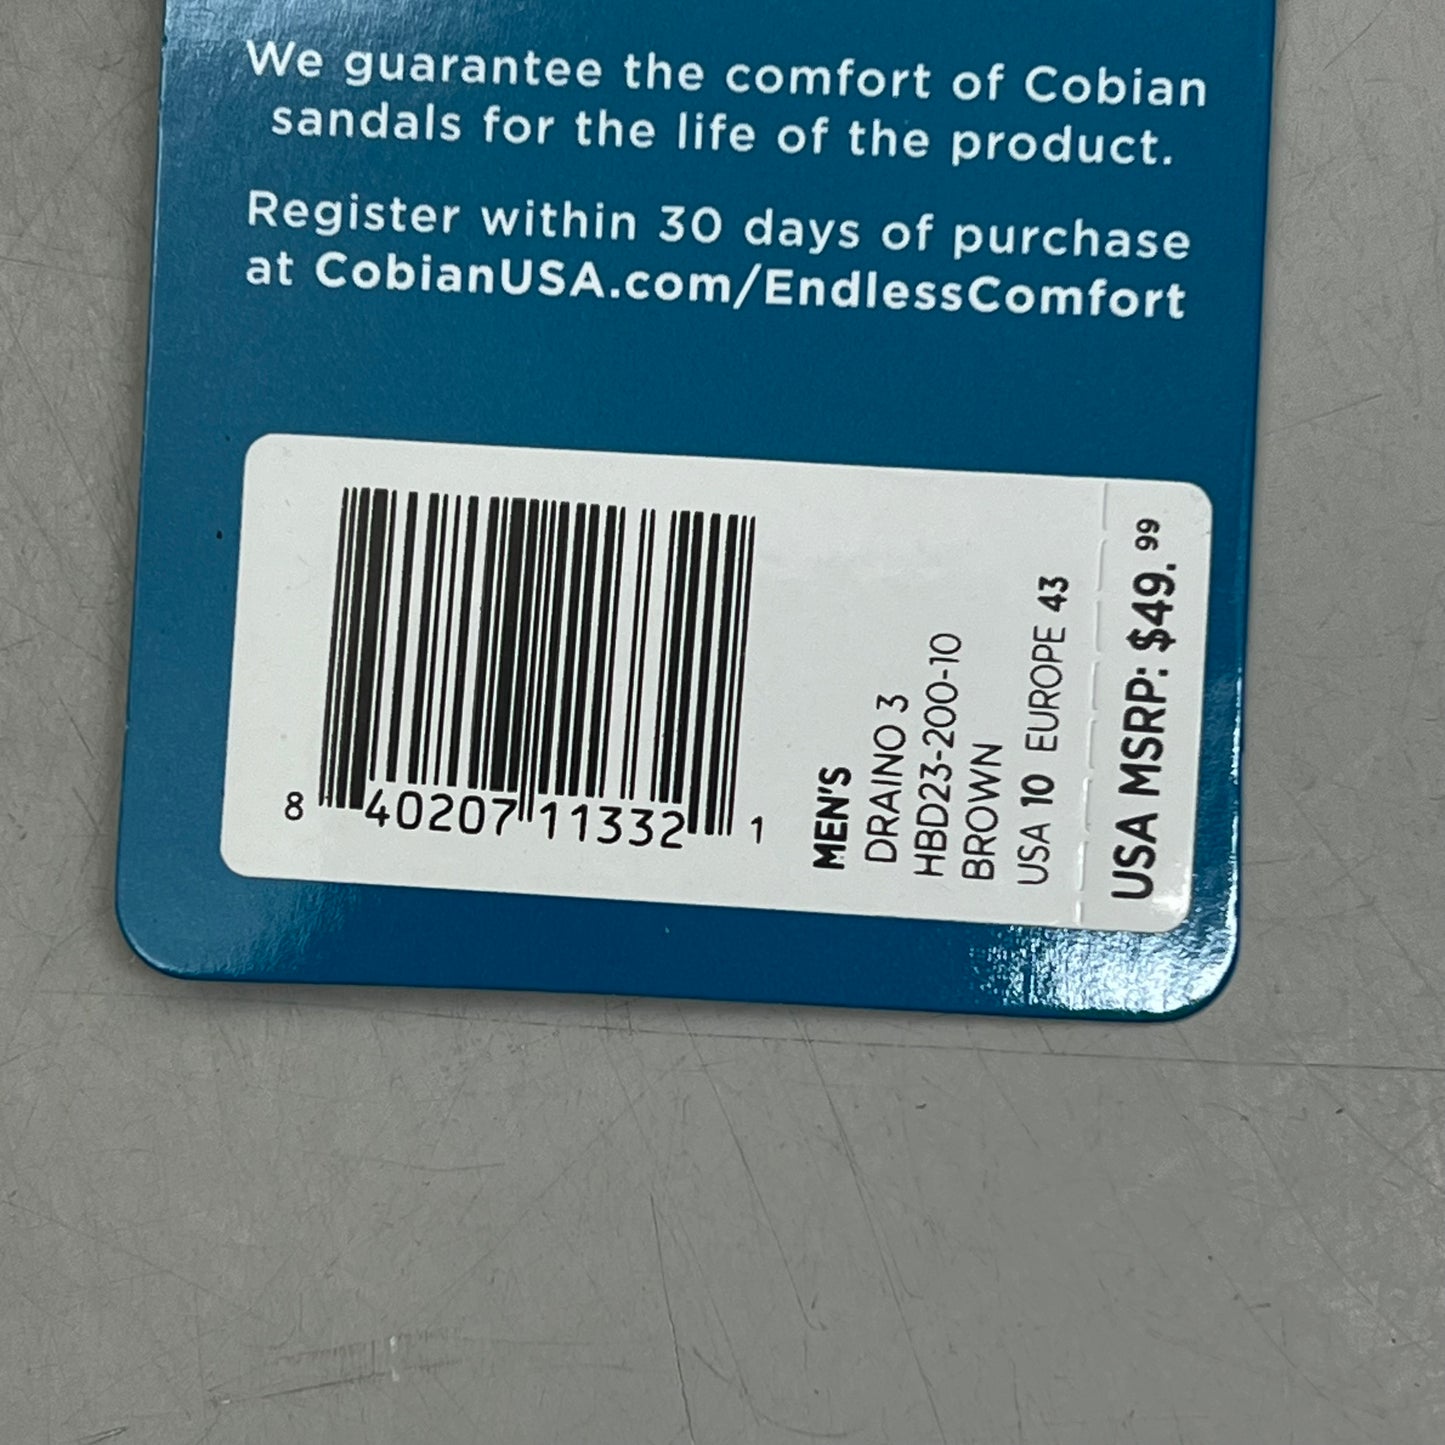 We guarantee the comfort of Cobian
sandals for the life of the product.
Register within 30 days of purchase
at CobianUSA.com/EndlessComfort
8 40207 11332 1
MEN'S
DRAINO 3
HBD23-200-10
BROWN
USA 10 EUROPE 43
USA MSRP: $49.99